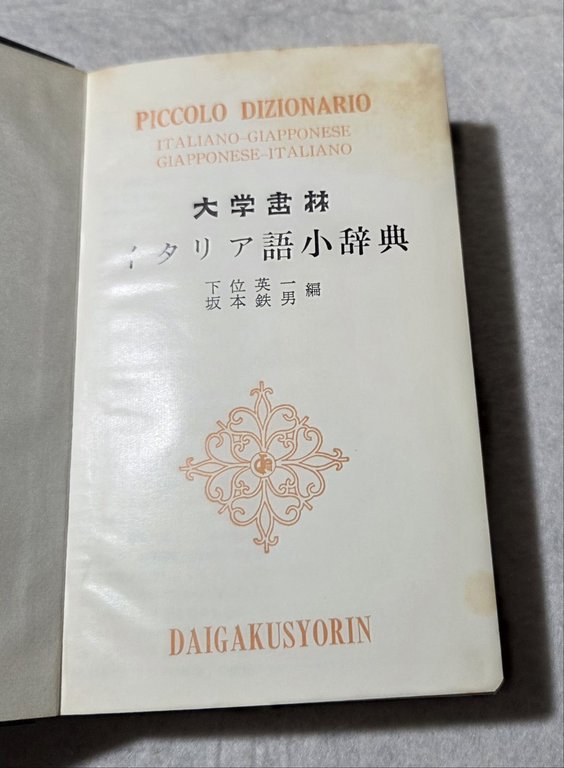 PICCOLO DIZIONARIO
ITALIANO-GIAPPONESE
GIAPPONESE-ITALIANO
大学書林
イタリア語小辞典
下位英一
坂本鉄男 編
DAIGAKUSYORIN